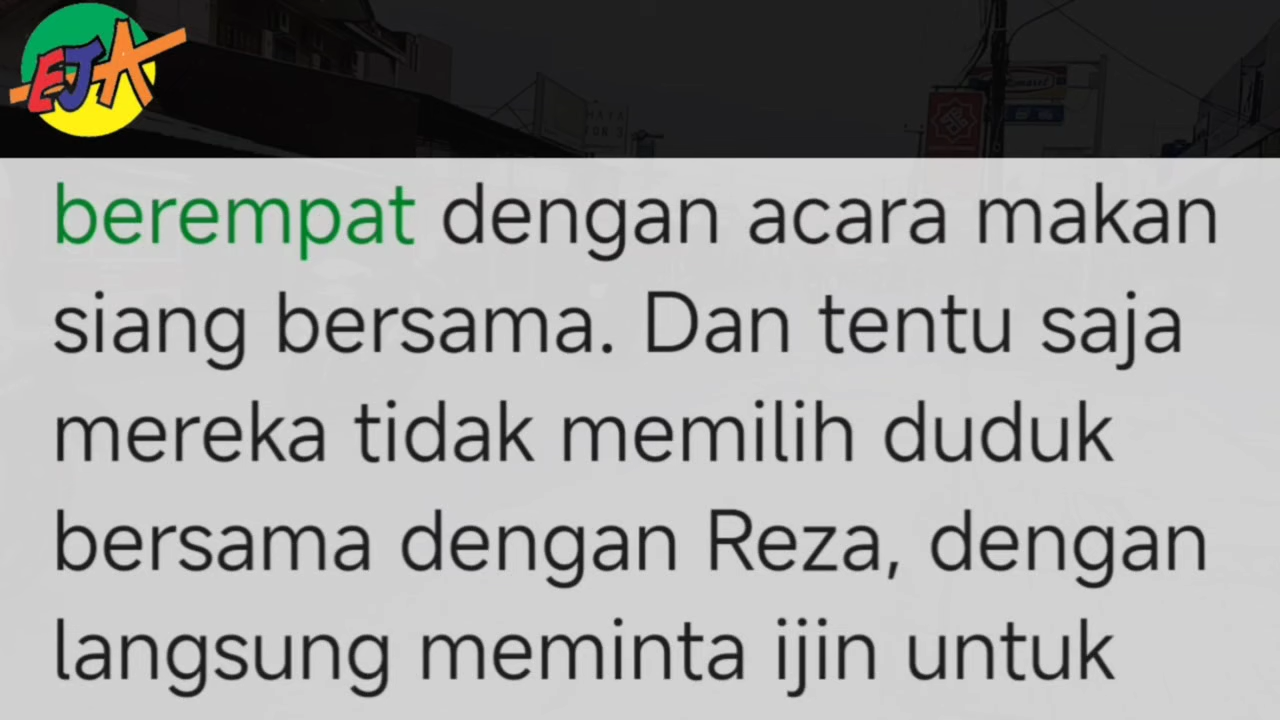 EJA
berempat dengan acara makan
siang bersama. Dan tentu saja
mereka tidak memilih duduk
bersama dengan Reza, dengan
langsung meminta ijin untuk